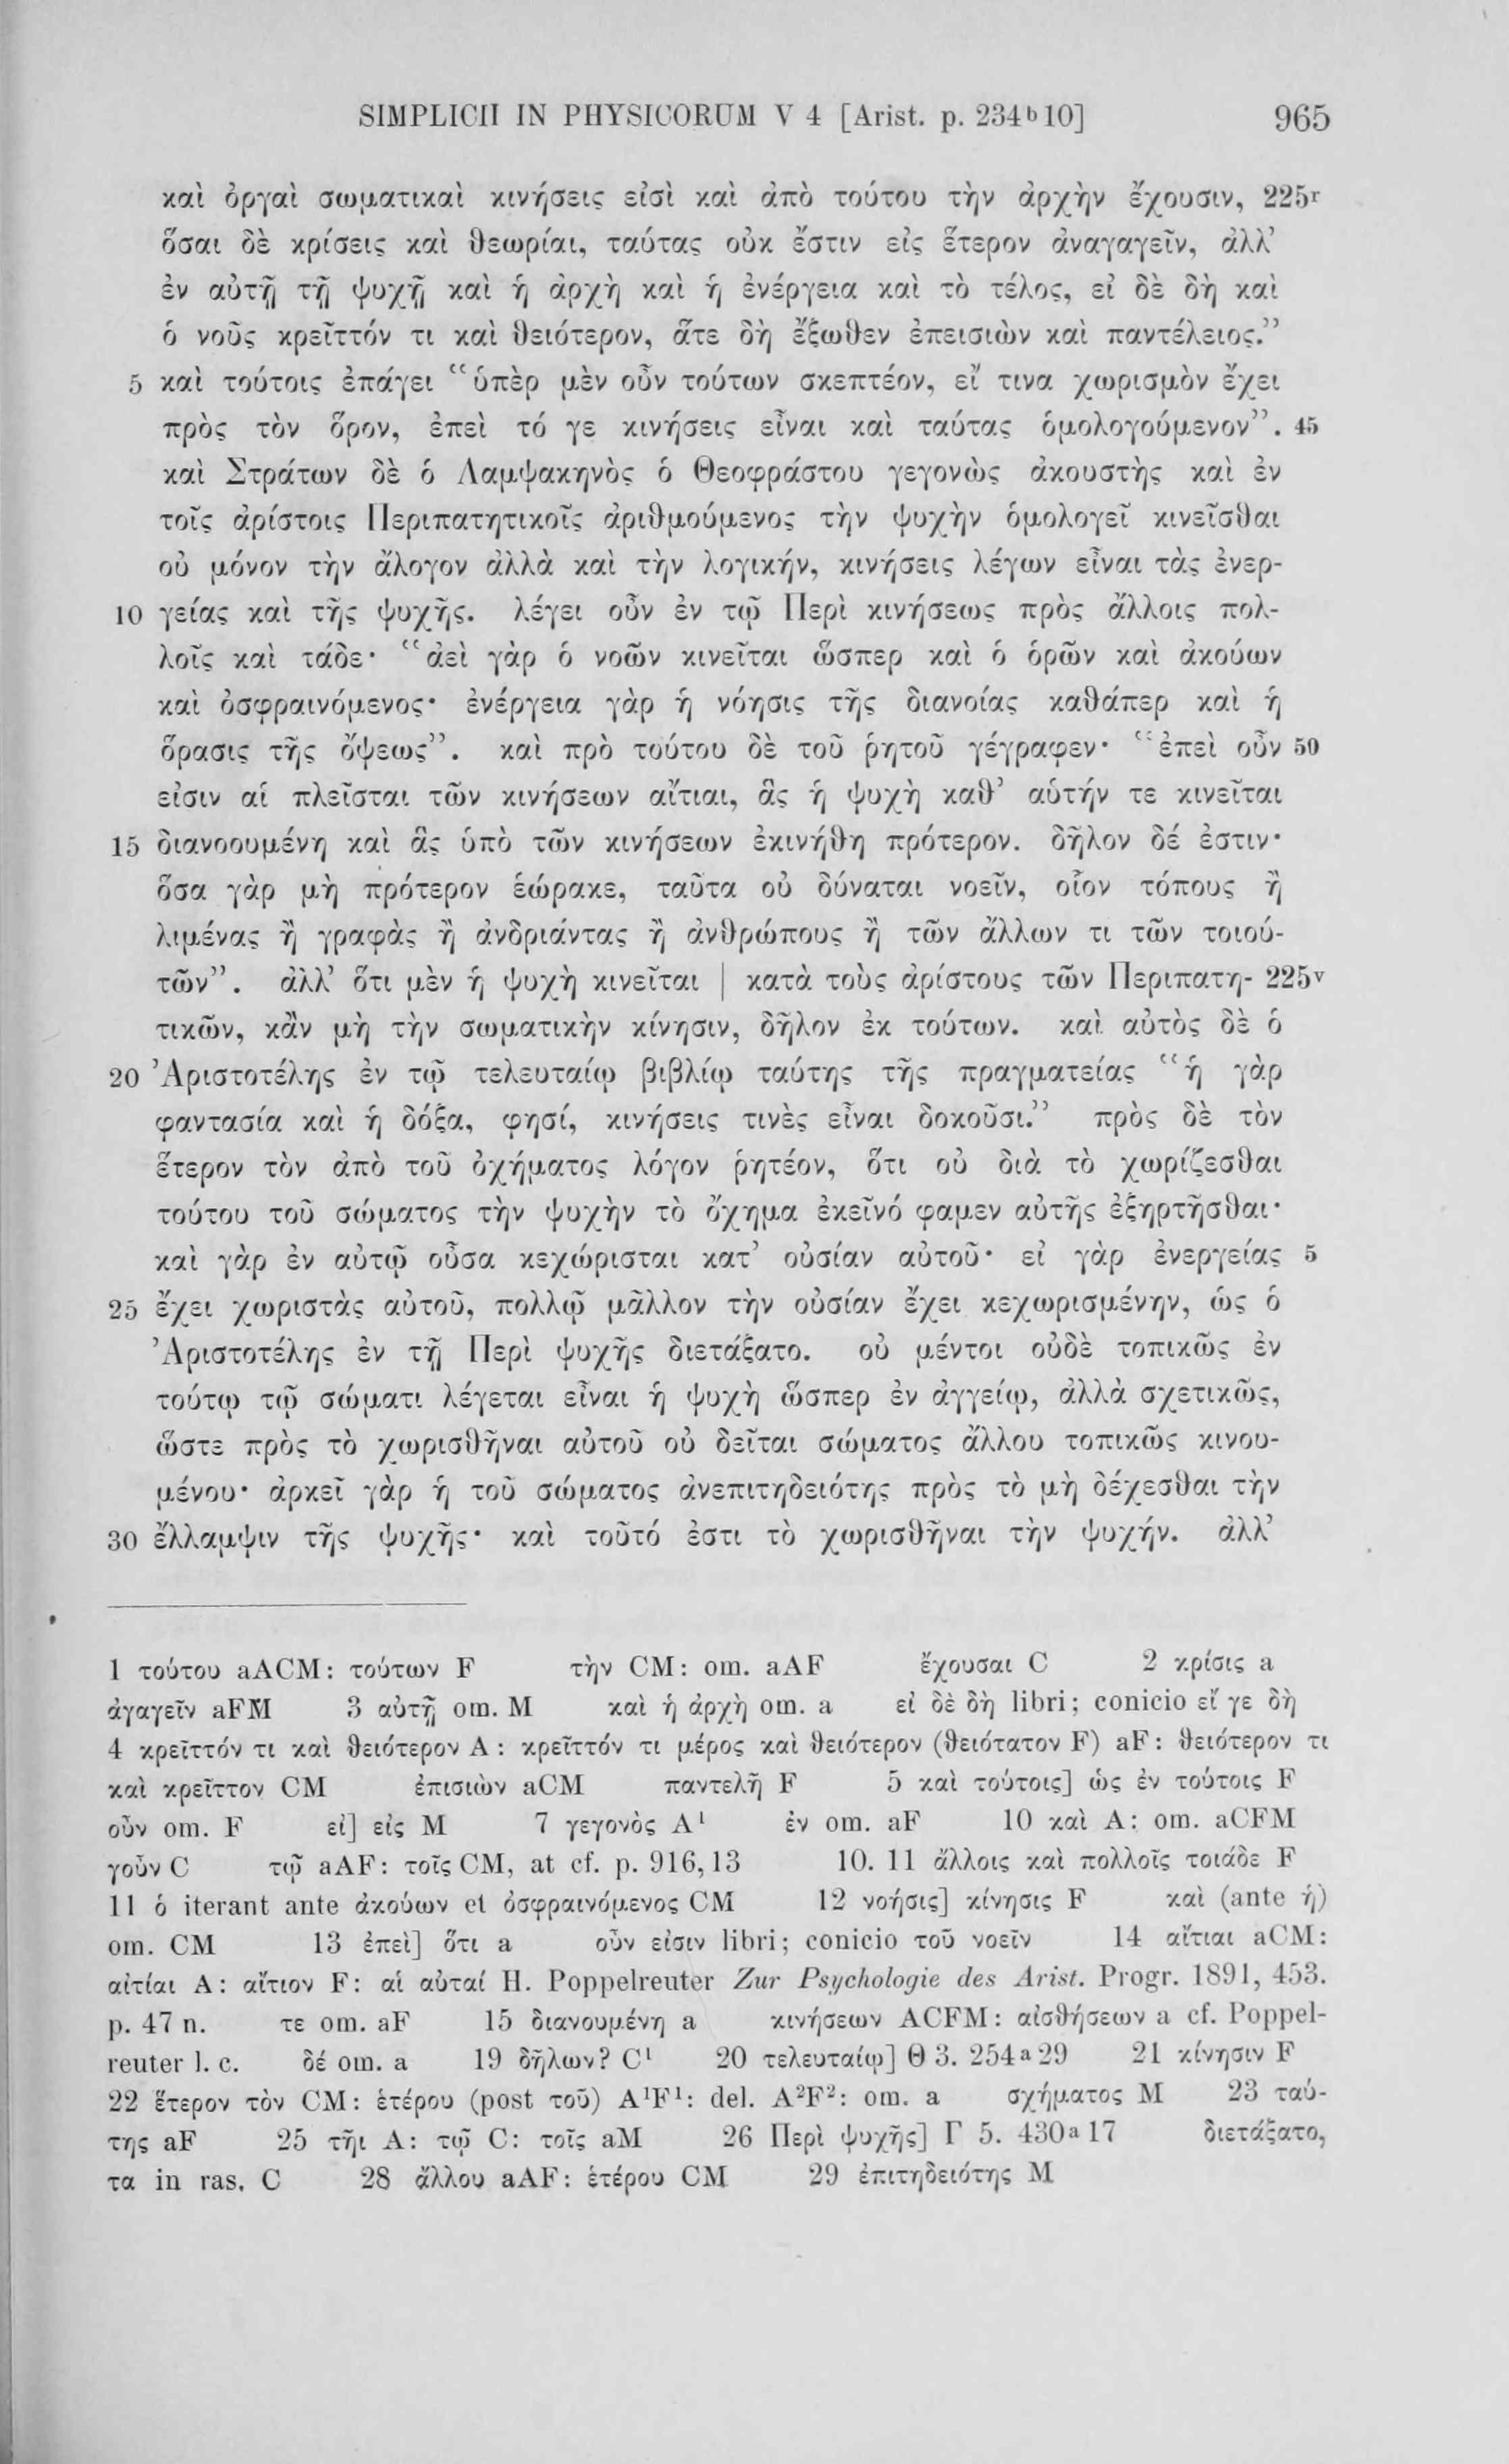 SIMPLICII IN PHYSICORUM V 4 [Arist. p. 234ᵇ10] 965
καὶ ὀργαὶ σωματικαὶ κινήσεις εἰσὶ καὶ ἀπὸ τούτου τὴν ἀρχὴν ἔχουσιν, 225ʳ
ὅσαι δὲ κρίσεις καὶ θεωρίαι, ταύτας οὐκ ἔστιν εἰς ἕτερον ἀναγαγεῖν, ἀλλ’
ἐν αὐτῇ τῇ ψυχῇ καὶ ἡ ἀρχὴ καὶ ἡ ἐνέργεια καὶ τὸ τέλος, εἰ δὲ δὴ καὶ
ὁ νοῦς κρεῖττόν τι καὶ θειότερον, ἅτε δὴ ἔξωθεν ἐπεισιὼν καὶ παντέλειος.”
5 καὶ τούτοις ἐπάγει “ὑπὲρ μὲν οὖν τούτων σκεπτέον, εἴ τινα χωρισμὸν ἔχει
πρὸς τὸν ὅρον, ἐπεὶ τό γε κινήσεις εἶναι καὶ ταύτας ὁμολογούμενον”. 45
καὶ Στράτων δὲ ὁ Λαμψακηνὸς ὁ Θεοφράστου γεγονὼς ἀκουστὴς καὶ ἐν
τοῖς ἀρίστοις Περιπατητικοῖς ἀριθμούμενος τὴν ψυχὴν ὁμολογεῖ κινεῖσθαι
οὐ μόνον τὴν ἄλογον ἀλλὰ καὶ τὴν λογικήν, κινήσεις λέγων εἶναι τὰς ἐνερ-
10 γείας καὶ τῆς ψυχῆς. λέγει οὖν ἐν τῷ Περὶ κινήσεως πρὸς ἄλλοις πολ-
λοῖς καὶ τάδε· “ἀεὶ γὰρ ὁ νοῶν κινεῖται ὥσπερ καὶ ὁ ὁρῶν καὶ ἀκούων
καὶ ὀσφραινόμενος· ἐνέργεια γὰρ ἡ νόησις τῆς διανοίας καθάπερ καὶ ἡ
ὅρασις τῆς ὄψεως”. καὶ πρὸ τούτου δὲ τοῦ ῥητοῦ γέγραφεν· “ἐπεὶ οὖν 50
εἰσιν αἱ πλεῖσται τῶν κινήσεων αἴτιαι, ἃς ἡ ψυχὴ καθ’ αὑτήν τε κινεῖται
15 διανοουμένη καὶ ἃς ὑπὸ τῶν κινήσεων ἐκινήθη πρότερον. δῆλον δέ ἐστιν·
ὅσα γὰρ μὴ πρότερον ἑώρακε, ταῦτα οὐ δύναται νοεῖν, οἷον τόπους ἢ
λιμένας ἢ γραφὰς ἢ ἀνδριάντας ἢ ἀνθρώπους ἢ τῶν ἄλλων τι τῶν τοιού-
των”. ἀλλ’ ὅτι μὲν ἡ ψυχὴ κινεῖται | κατὰ τοὺς ἀρίστους τῶν Περιπατη- 225ᵛ
τικῶν, κἂν μὴ τὴν σωματικὴν κίνησιν, δῆλον ἐκ τούτων. καὶ αὐτὸς δὲ ὁ
20 Ἀριστοτέλης ἐν τῷ τελευταίῳ βιβλίῳ ταύτης τῆς πραγματείας “ἡ γὰρ
φαντασία καὶ ἡ δόξα, φησί, κινήσεις τινὲς εἶναι δοκοῦσι.” πρὸς δὲ τὸν
ἕτερον τὸν ἀπὸ τοῦ ὀχήματος λόγον ῥητέον, ὅτι οὐ διὰ τὸ χωρίζεσθαι
τούτου τοῦ σώματος τὴν ψυχὴν τὸ ὄχημα ἐκεῖνό φαμεν αὐτῆς ἐξηρτῆσθαι·
καὶ γὰρ ἐν αὐτῷ οὖσα κεχώρισται κατ’ οὐσίαν αὐτοῦ· εἰ γὰρ ἐνεργείας 5
25 ἔχει χωριστὰς αὐτοῦ, πολλῷ μᾶλλον τὴν οὐσίαν ἔχει κεχωρισμένην, ὡς ὁ
Ἀριστοτέλης ἐν τῇ Περὶ ψυχῆς διετάξατο. οὐ μέντοι οὐδὲ τοπικῶς ἐν
τούτῳ τῷ σώματι λέγεται εἶναι ἡ ψυχὴ ὥσπερ ἐν ἀγγείῳ, ἀλλὰ σχετικῶς,
ὥστε πρὸς τὸ χωρισθῆναι αὐτοῦ οὐ δεῖται σώματος ἄλλου τοπικῶς κινου-
μένου· ἀρκεῖ γὰρ ἡ τοῦ σώματος ἀνεπιτηδειότης πρὸς τὸ μὴ δέχεσθαι τὴν
30 ἔλλαμψιν τῆς ψυχῆς· καὶ τοῦτό ἐστι τὸ χωρισθῆναι τὴν ψυχήν. ἀλλ’
1 τούτου aACM: τούτων F τὴν CM: om. aAF ἔχουσαι C 2 κρίσις a
ἀγαγεῖν aFM 3 αὐτῇ om. M καὶ ἡ ἀρχὴ om. a εἰ δὲ δὴ libri; conicio εἴ γε δὴ
4 κρεῖττόν τι καὶ θειότερον A: κρεῖττόν τι μέρος καὶ θειότερον (θειότατον F) aF: θειότερον τι
καὶ κρεῖττον CM ἐπισιὼν aCM παντελῆ F 5 καὶ τούτοις] ὡς ἐν τούτοις F
οὖν om. F εἰ] εἰς M 7 γεγονὸς A¹ ἐν om. aF 10 καὶ A: om. aCFM
γοῦν C τῷ aAF: τοῖς CM, at cf. p. 916,13 10. 11 ἄλλοις καὶ πολλοῖς τοιάδε F
11 ὁ iterant ante ἀκούων et ὀσφραινόμενος CM 12 νοήσις] κίνησις F καὶ (ante ἡ)
om. CM 13 ἐπεὶ] ὅτι a οὖν εἰσιν libri; conicio τοῦ νοεῖν 14 αἴτιαι aCM:
αἰτίαι A: αἴτιον F: αἱ αὐταί H. Poppelreuter Zur Psychologie des Arist. Progr. 1891, 453.
p. 47 n. τε om. aF 15 διανουμένη a κινήσεων ACFM: αἰσθήσεων a cf. Poppel-
reuter l. c. δέ om. a 19 δῆλων? C¹ 20 τελευταίῳ] Θ 3. 254ᵃ29 21 κίνησιν F
22 ἕτερον τὸν CM: ἑτέρου (post τοῦ) A¹F¹: del. A²F²: om. a σχήματος M 23 ταύ-
της aF 25 τῆι A: τῷ C: τοῖς aM 26 Περὶ ψυχῆς] Γ 5. 430ᵃ17 διετάξατο,
τα in ras. C 28 ἄλλου aAF: ἑτέρου CM 29 ἐπιτηδειότης M